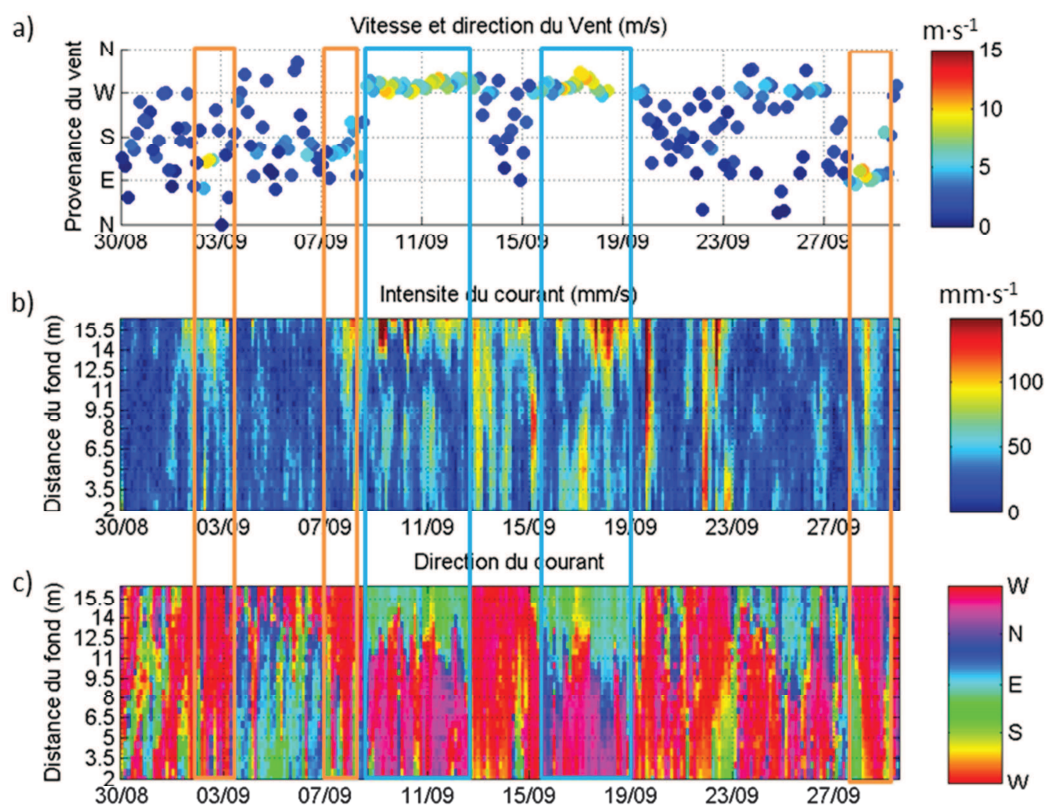 a)
Vitesse et direction du Vent (m/s)
m·s⁻¹
Provenance du vent
N
W
S
E
N
30/08 03/09 07/09 11/09 15/09 19/09 23/09 27/09
15
10
5
0
b)
Intensite du courant (mm/s)
mm·s⁻¹
Distance du fond (m)
15.5
14
12.5
11
9.5
8
6.5
5
3.5
2
30/08 03/09 07/09 11/09 15/09 19/09 23/09 27/09
150
100
50
0
c)
Direction du courant
Distance du fond (m)
15.5
14
12.5
11
9.5
8
6.5
5
3.5
2
30/08 03/09 07/09 11/09 15/09 19/09 23/09 27/09
W
N
E
S
W